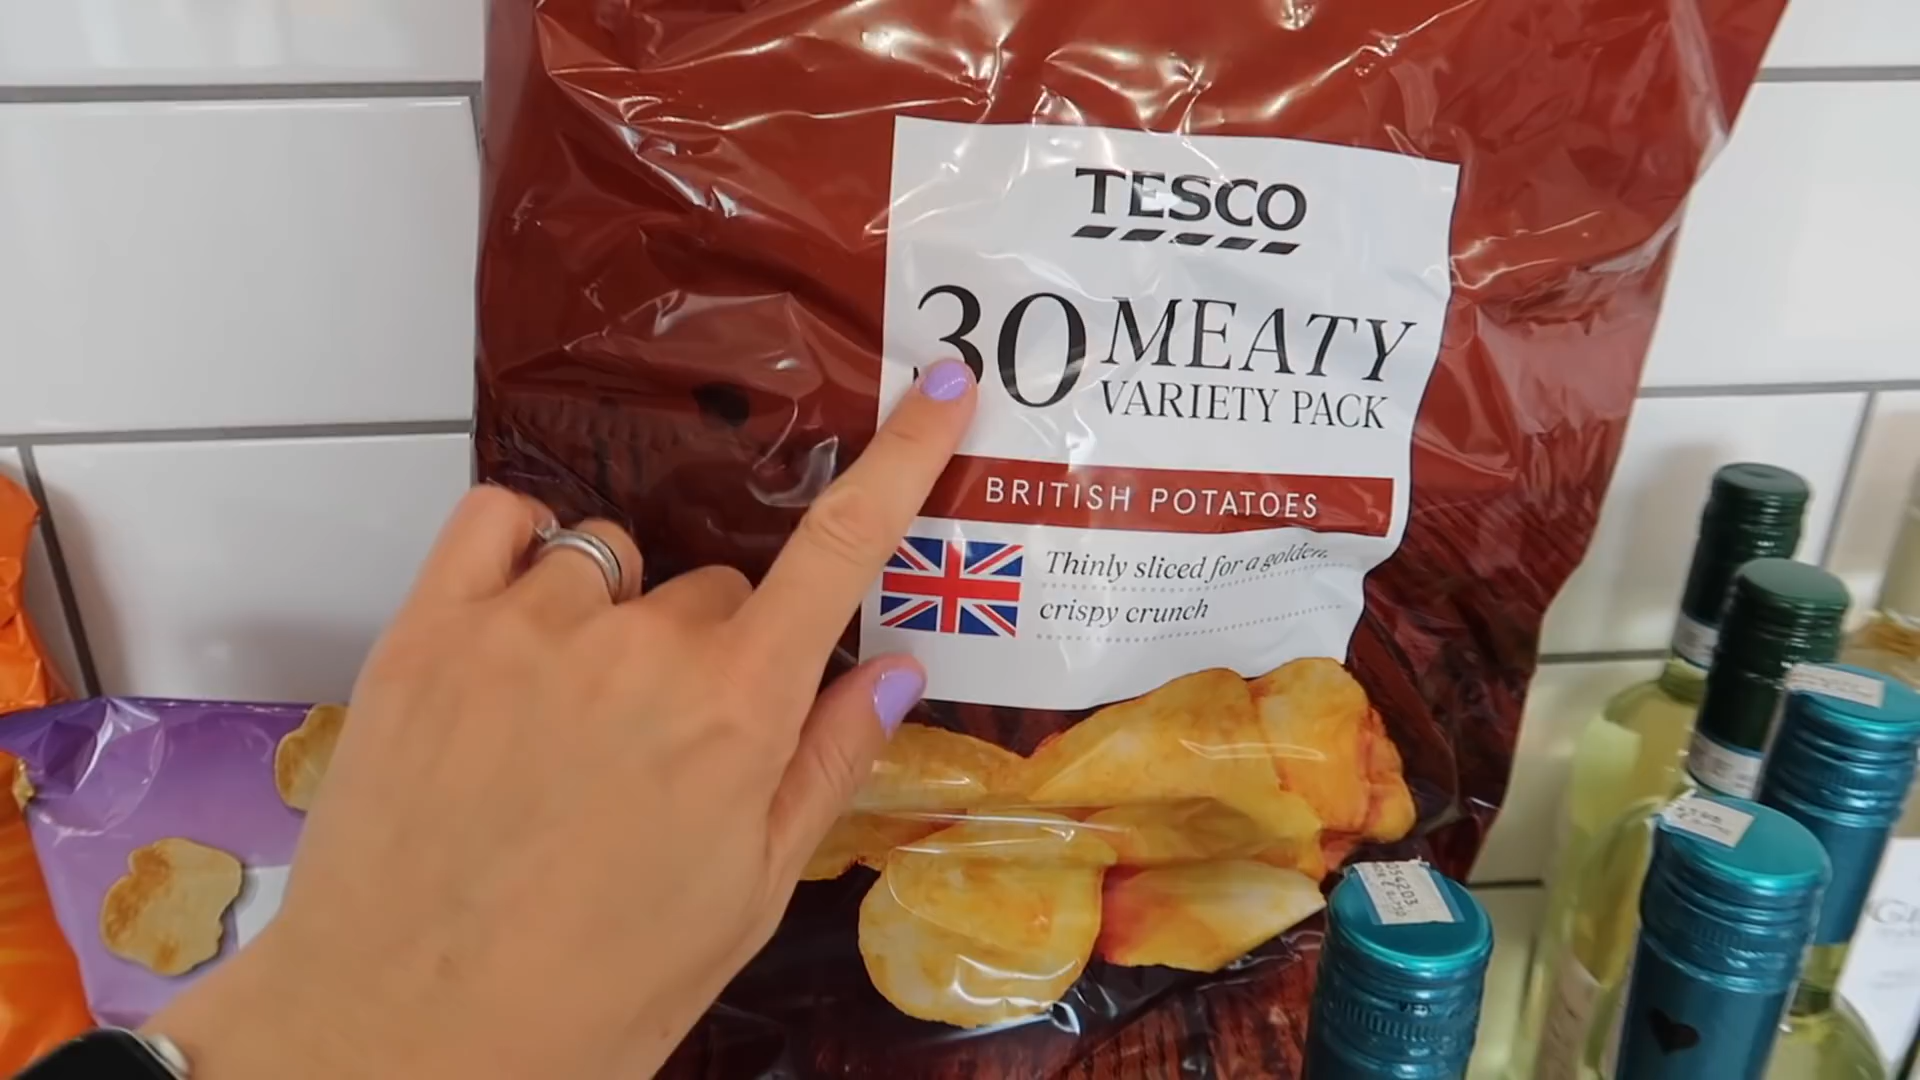 TESCO
30 MEATY
VARIETY PACK
BRITISH POTATOES
Thinly sliced for a golden,
crispy crunch